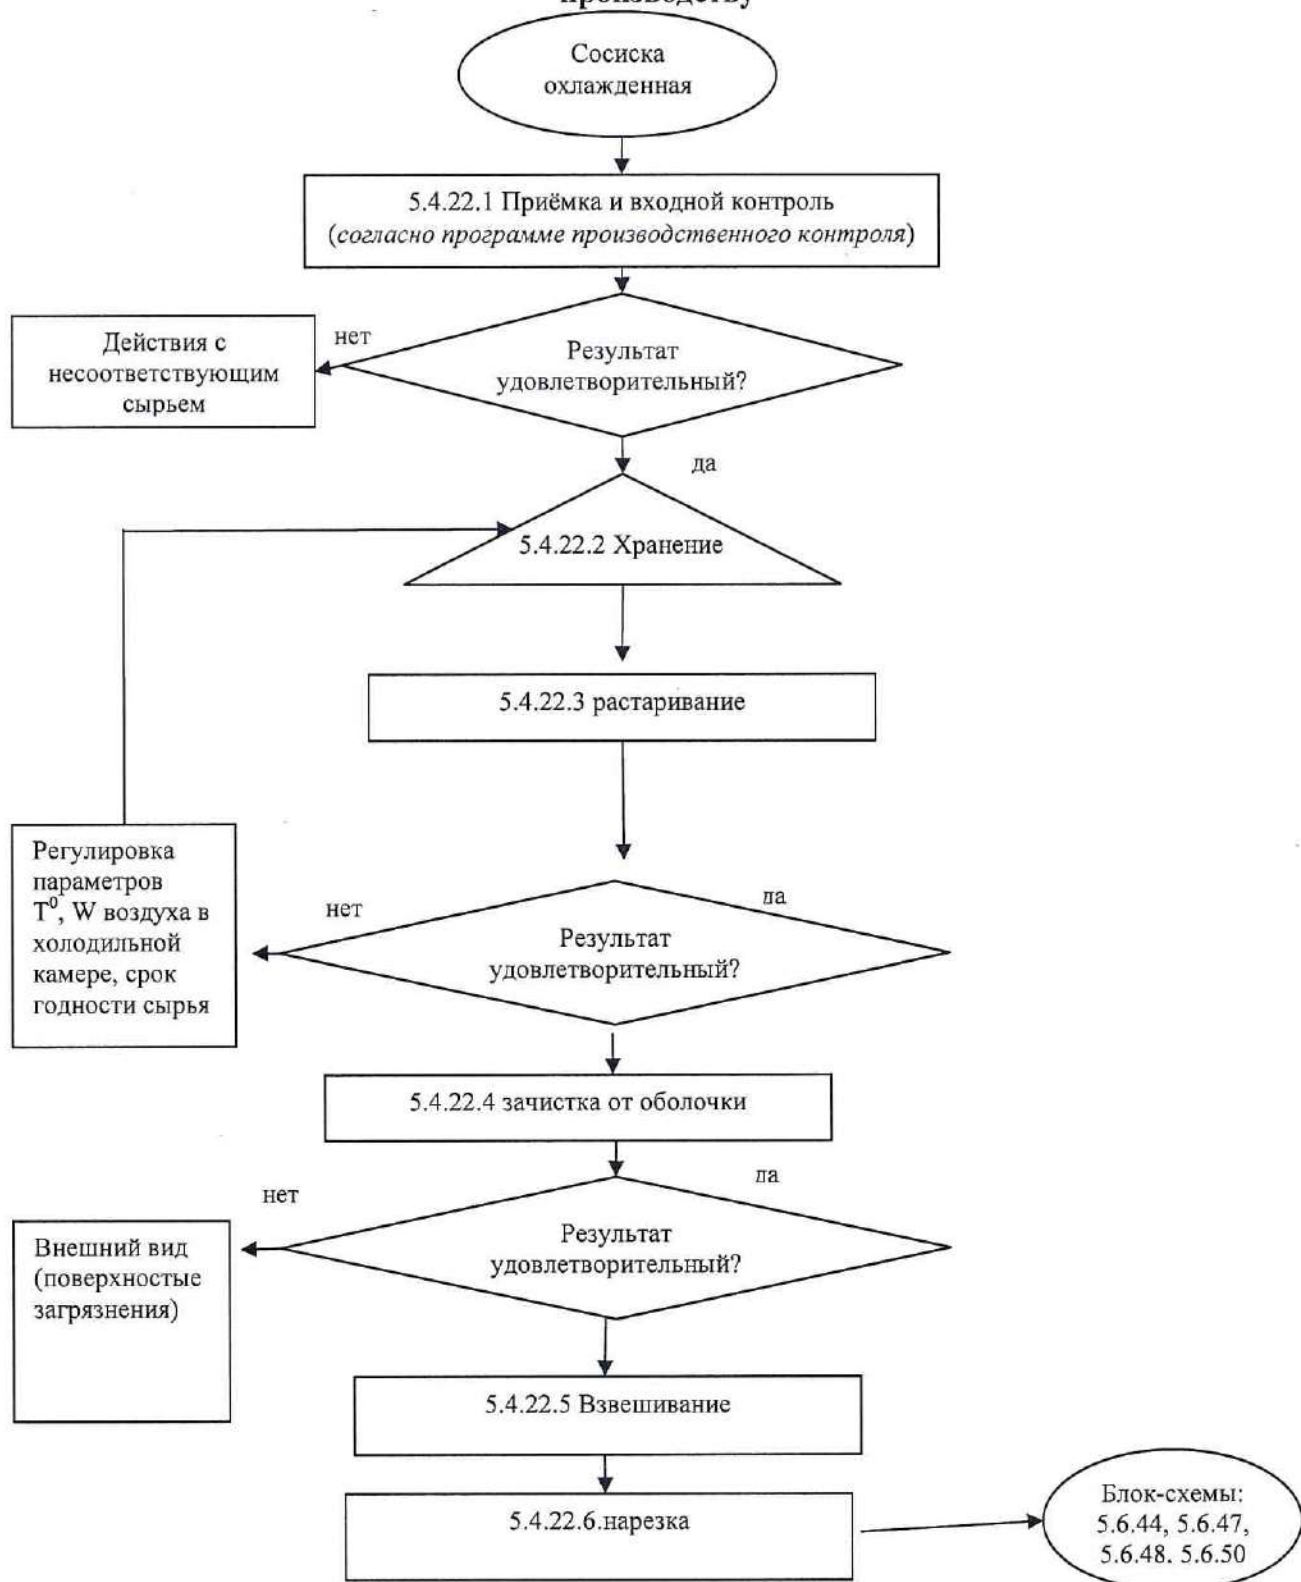 производству
Сосиска
охлажденная
5.4.22.1 Приёмка и входной контроль
(согласно программе производственного контроля)
нет
Действия с
несоответствующим
сырьем
Результат
удовлетворительный?
да
5.4.22.2 Хранение
5.4.22.3 растаривание
Регулировка
параметров
T⁰, W воздуха в
холодильной
камере, срок
годности сырья
нет
да
Результат
удовлетворительный?
5.4.22.4 зачистка от оболочки
нет
да
Внешний вид
(поверхностые
загрязнения)
Результат
удовлетворительный?
5.4.22.5 Взвешивание
5.4.22.6.нарезка
Блок-схемы:
5.6.44, 5.6.47,
5.6.48. 5.6.50